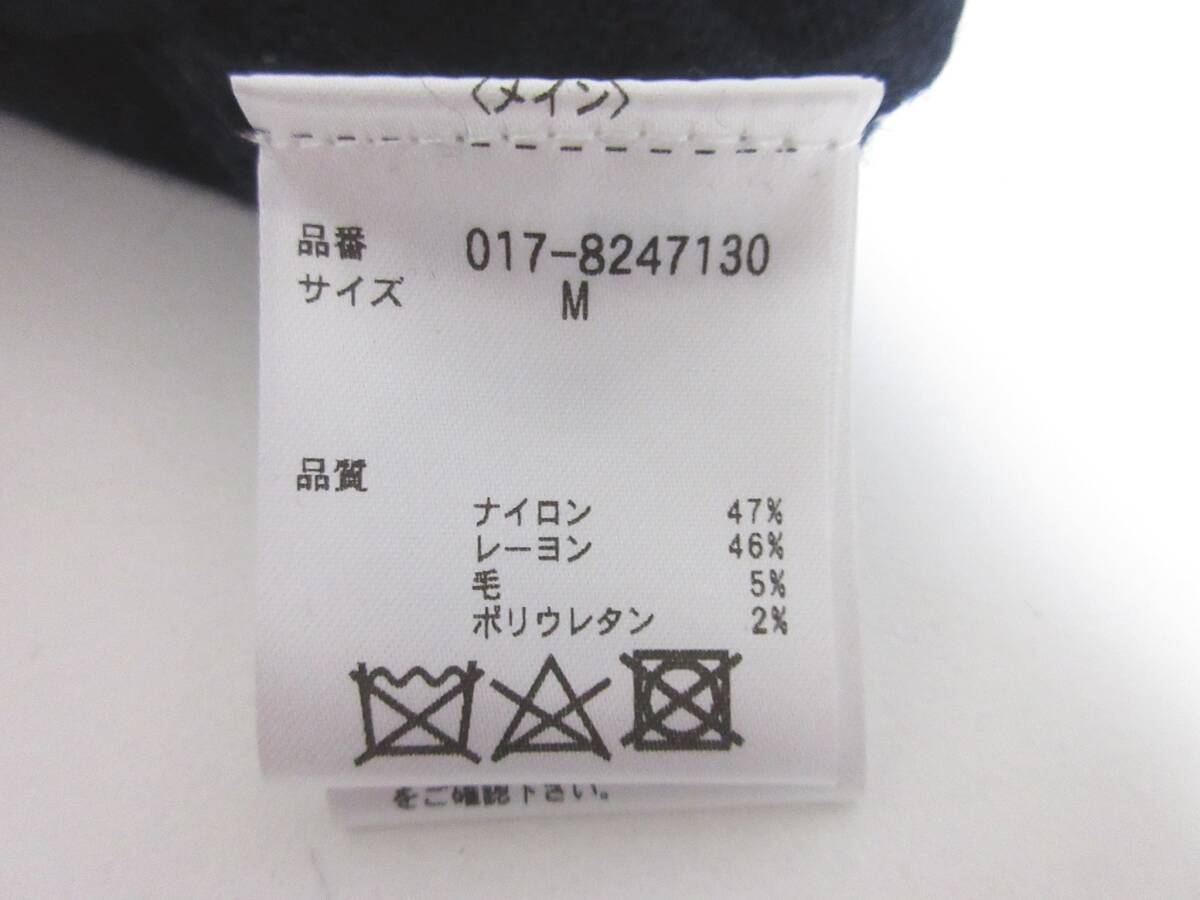 〈メイン〉
品番 017-8247130
サイズ M
品質
ナイロン 47%
レーヨン 46%
毛 5%
ポリウレタン 2%
をご確認下さい。